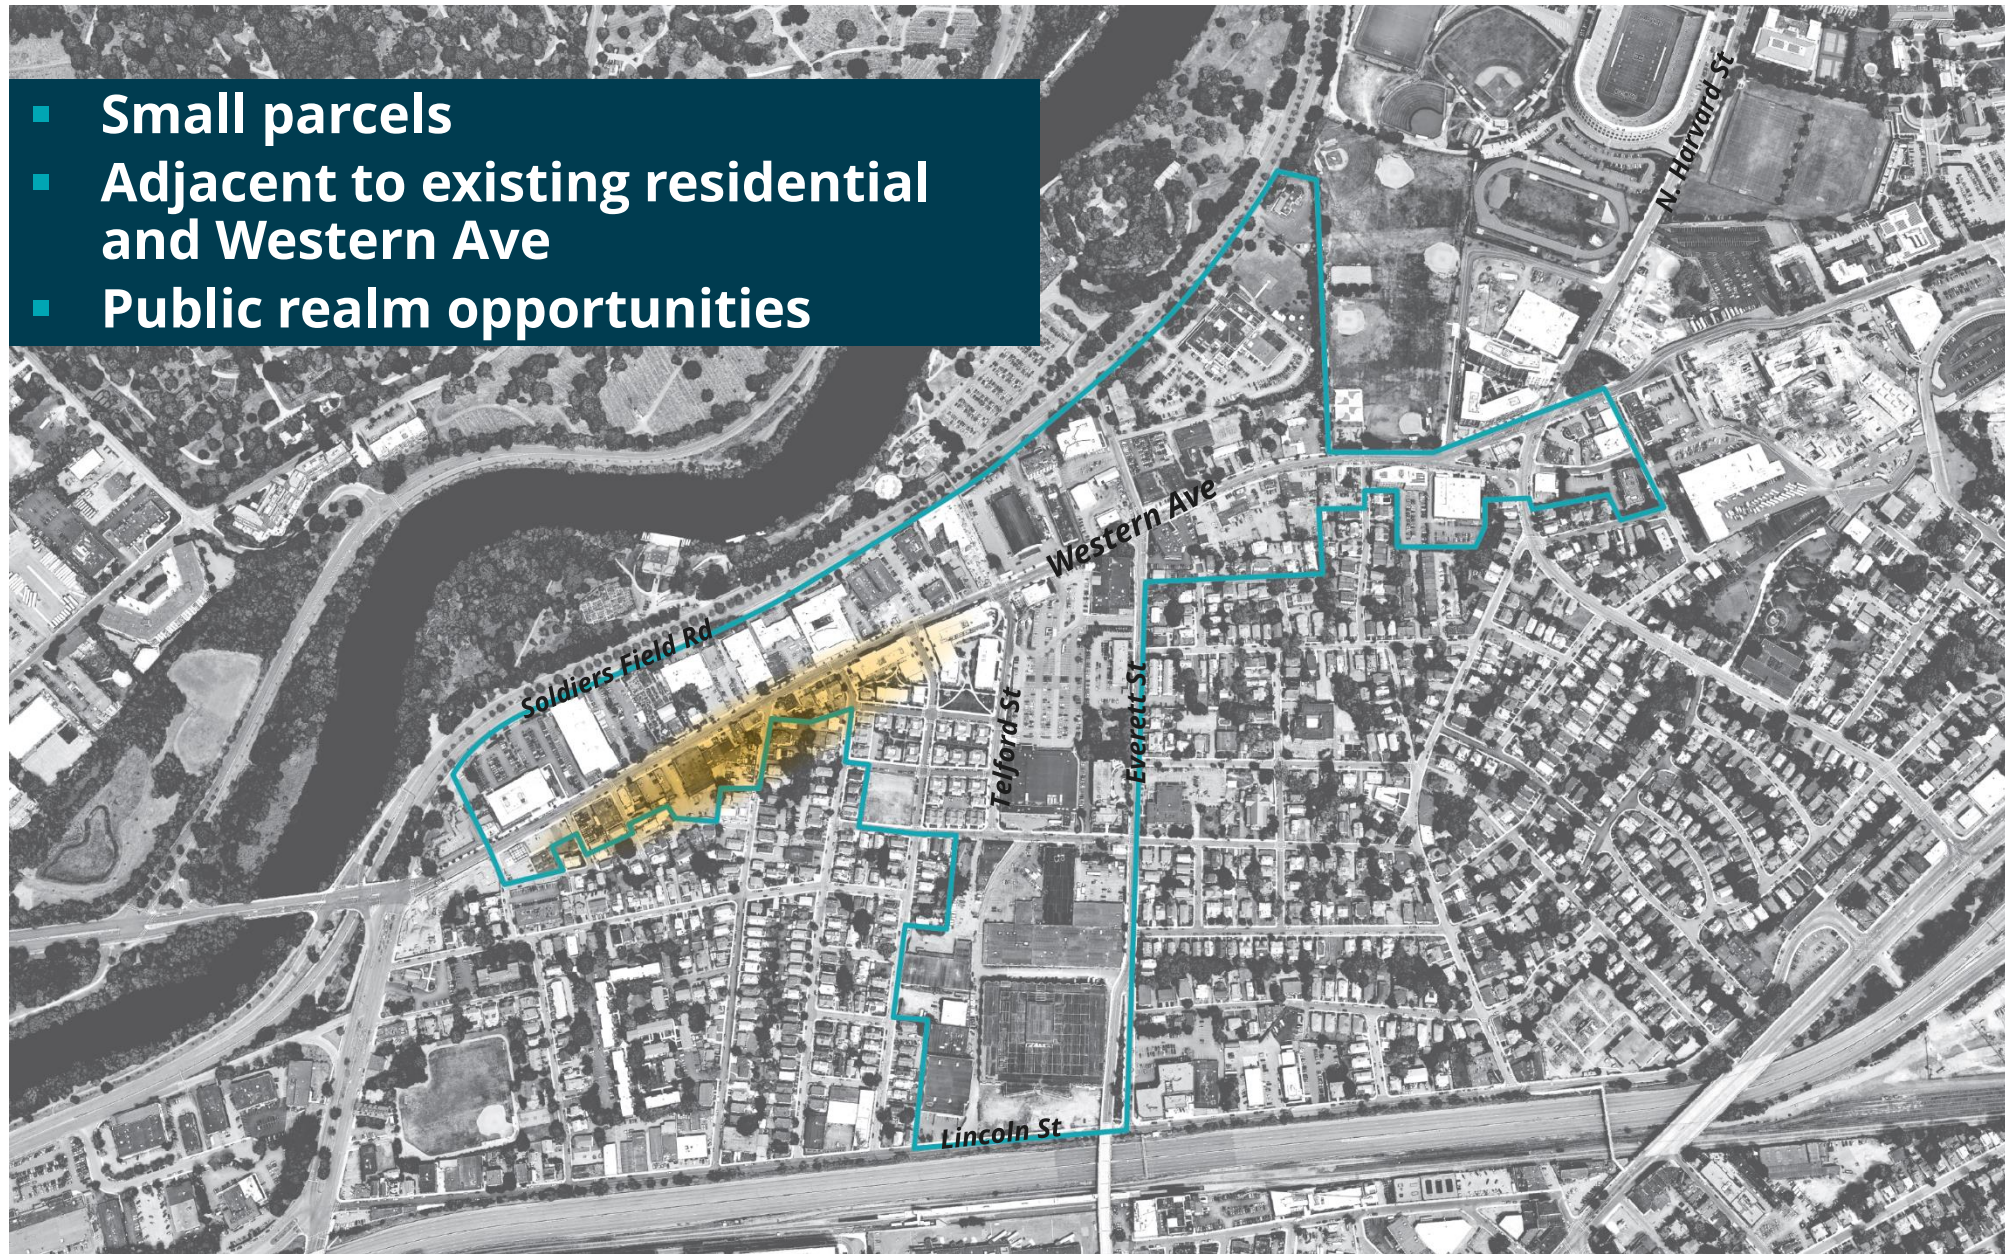 ▪ Small parcels
▪ Adjacent to existing residential
and Western Ave
▪ Public realm opportunities
N. Harvard St
Western Ave
Soldiers Field Rd
Telford St
Everett St
Lincoln St